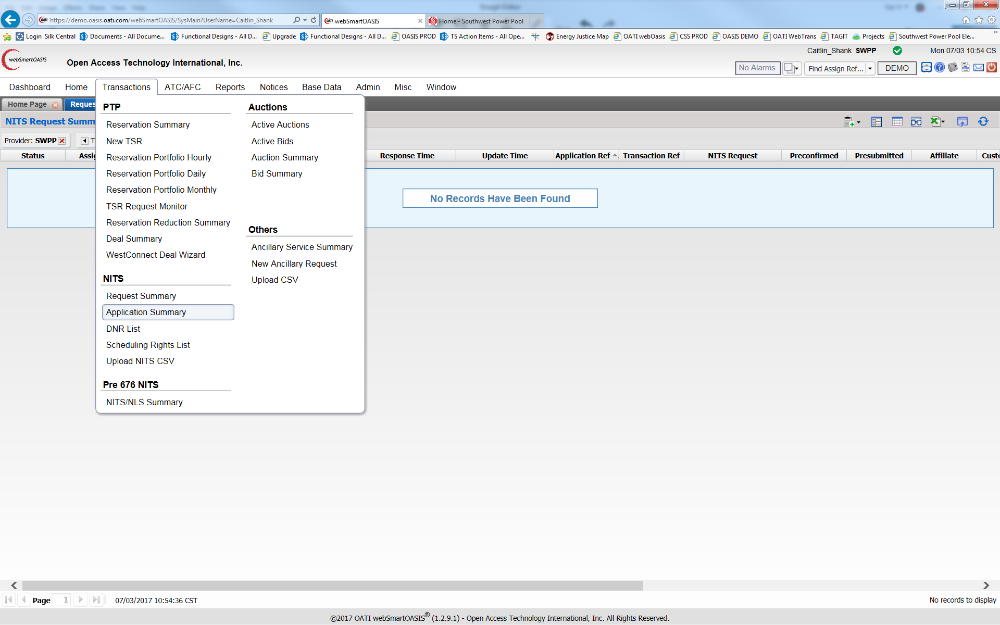 https://demo.oasis.oati.com/webSmartOASIS/SysMain?UserName=Caitlin_Shank
webSmartOASIS
Home - Southwest Power Pool
Login Silk Central Documents - All Docume... Functional Designs - All D... Upgrade Functional Designs - All D... OASIS PROD TS Action Items - All Ope... Energy Justice Map OATI webOasis CSS PROD OASIS DEMO OATI WebTrans TAGIT Projects Southwest Power Pool Ele...
webSmartOASIS
Open Access Technology International, Inc.
Caitlin_Shank SWPP Mon 07/03 10:54 CS
No Alarms Find Assign Ref... DEMO
Dashboard Home Transactions ATC/AFC Reports Notices Base Data Admin Misc Window
Home Page Reques
NITS Request Summ
Provider: SWPP T
Status Assig Response Time Update Time Application Ref Transaction Ref NITS Request Preconfirmed Presubmitted Affiliate Custo
No Records Have Been Found
PTP
Reservation Summary
New TSR
Reservation Portfolio Hourly
Reservation Portfolio Daily
Reservation Portfolio Monthly
TSR Request Monitor
Reservation Reduction Summary
Deal Summary
WestConnect Deal Wizard
NITS
Request Summary
Application Summary
DNR List
Scheduling Rights List
Upload NITS CSV
Pre 676 NITS
NITS/NLS Summary
Auctions
Active Auctions
Active Bids
Auction Summary
Bid Summary
Others
Ancillary Service Summary
New Ancillary Request
Upload CSV
Page 1 07/03/2017 10:54:36 CST
No records to display
©2017 OATI webSmartOASIS® (1.2.9.1) - Open Access Technology International, Inc. All Rights Reserved.